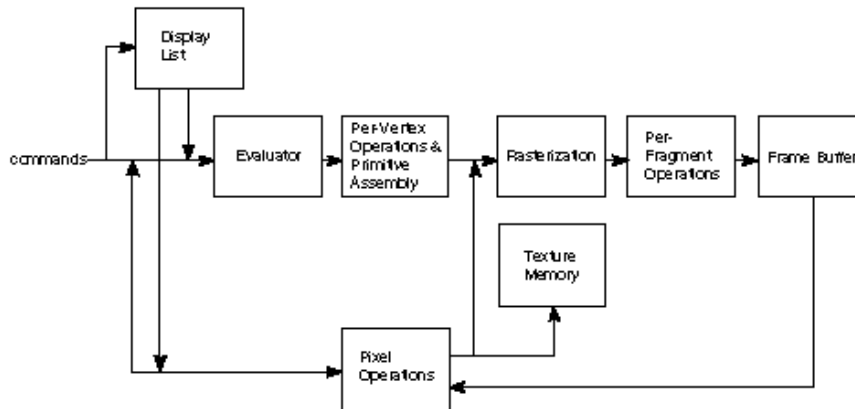 Display
List
commands
Evaluator
Per-Vertex
Operations &
Primitive
Assembly
Rasterization
Per-
Fragment
Operations
Frame Buffer
Texture
Memory
Pixel
Operations